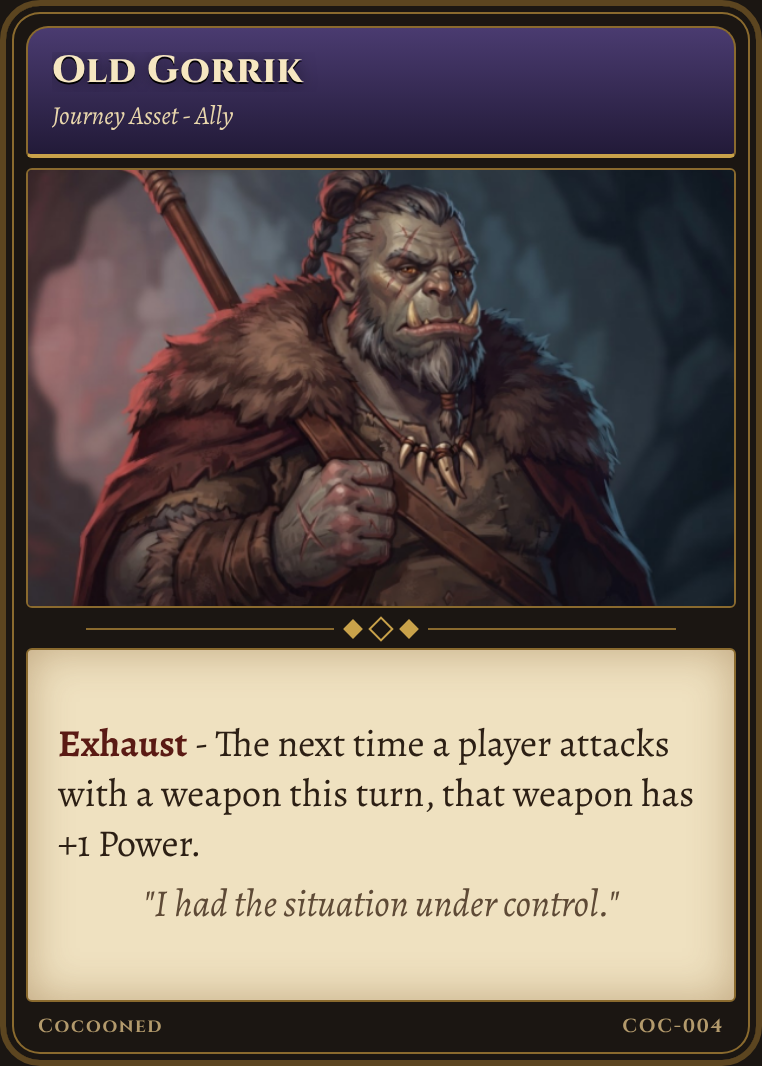 Old Gorrik
Journey Asset - Ally
Exhaust - The next time a player attacks
with a weapon this turn, that weapon has
+1 Power.
"I had the situation under control."
Cocooned
COC-004